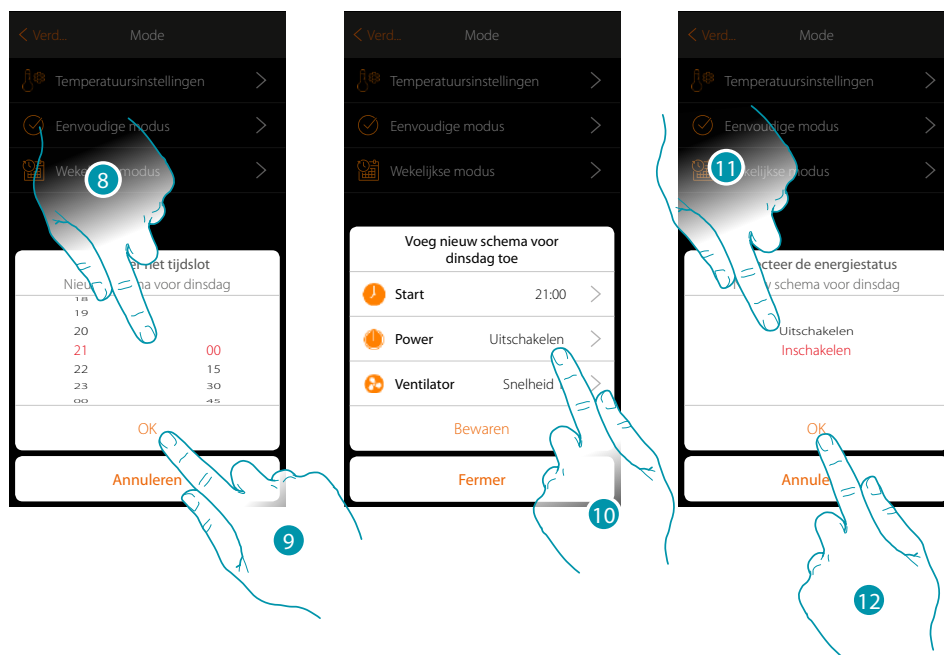 Verd...
Mode
Temperatuursinstellingen
Eenvoudige modus
modus
8
het tijdslot
voor dinsdag
18
19
20
21 00
22 15
23 30
00 45
OK
Annuleren
9
Verd...
Mode
Temperatuursinstellingen
Eenvoudige modus
Wekelijkse modus
Voeg nieuw schema voor
dinsdag toe
Start 21:00
Power Uitschakelen
Ventilator Snelheid
Bewaren
Fermer
10
Verd...
Mode
Temperatuursinstellingen
Eenvoudige modus
modus
11
de energiestatus
schema voor dinsdag
Uitschakelen
Inschakelen
OK
12